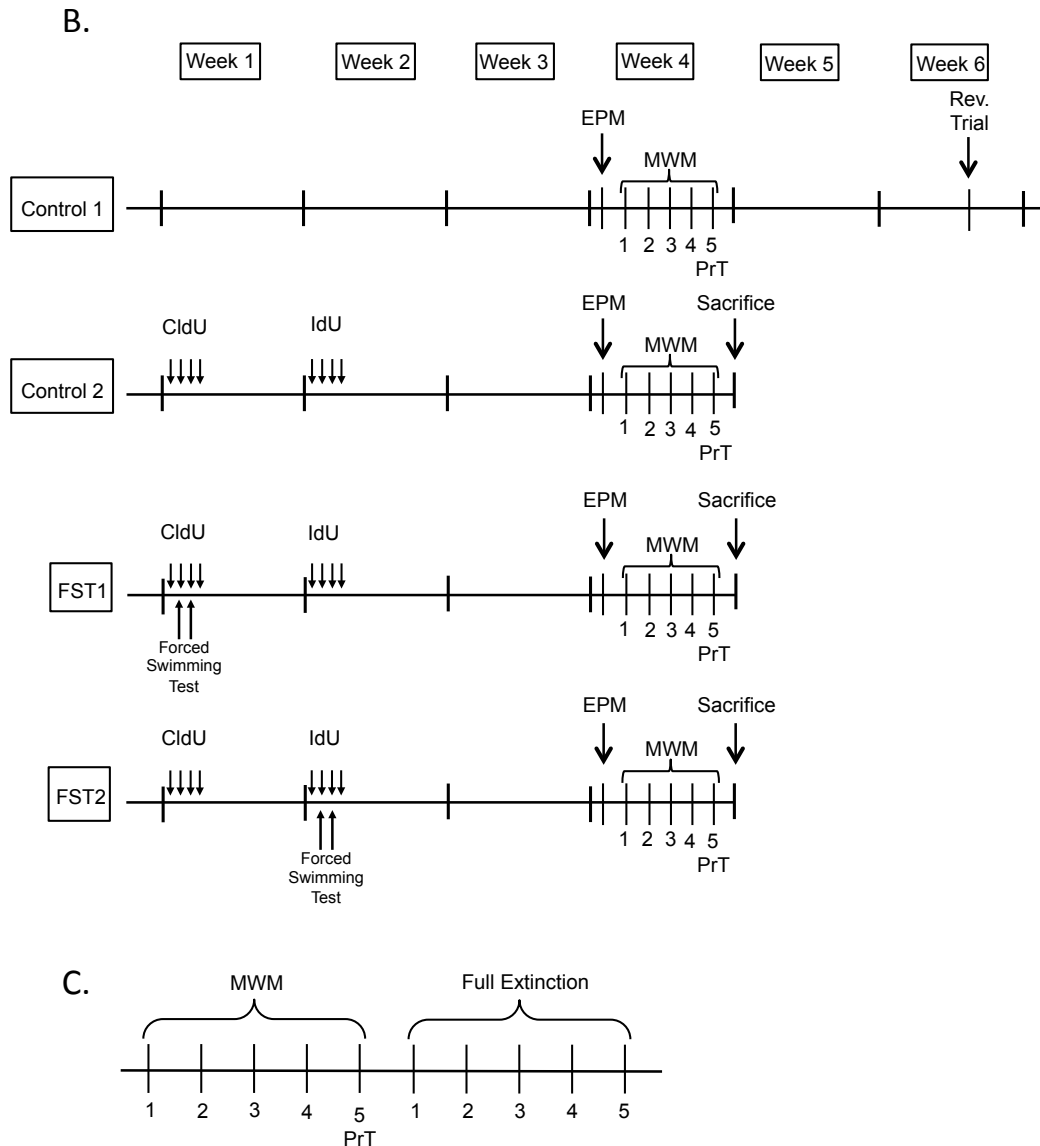 B.
Week 1 Week 2 Week 3 Week 4 Week 5 Week 6
EPM
Rev.
Trial
MWM
Control 1
1 2 3 4 5
PrT
EPM Sacrifice
CldU IdU
MWM
Control 2
1 2 3 4 5
PrT
EPM Sacrifice
CldU IdU
MWM
FST1
1 2 3 4 5
PrT
Forced
Swimming
Test
EPM Sacrifice
CldU IdU
MWM
FST2
1 2 3 4 5
PrT
Forced
Swimming
Test
C.
MWM Full Extinction
1 2 3 4 5 1 2 3 4 5
PrT